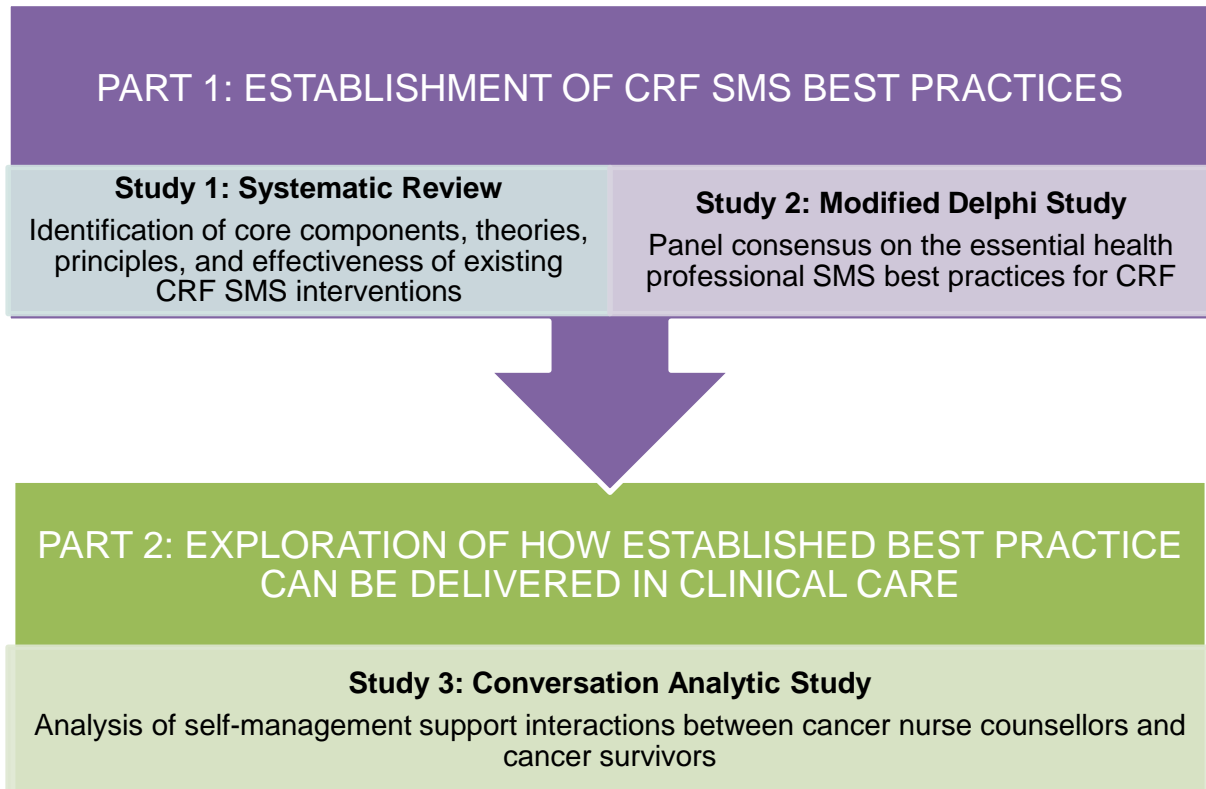 PART 1: ESTABLISHMENT OF CRF SMS BEST PRACTICES
Study 1: Systematic Review
Identification of core components, theories,
principles, and effectiveness of existing
CRF SMS interventions
Study 2: Modified Delphi Study
Panel consensus on the essential health
professional SMS best practices for CRF
PART 2: EXPLORATION OF HOW ESTABLISHED BEST PRACTICE
CAN BE DELIVERED IN CLINICAL CARE
Study 3: Conversation Analytic Study
Analysis of self-management support interactions between cancer nurse counsellors and
cancer survivors